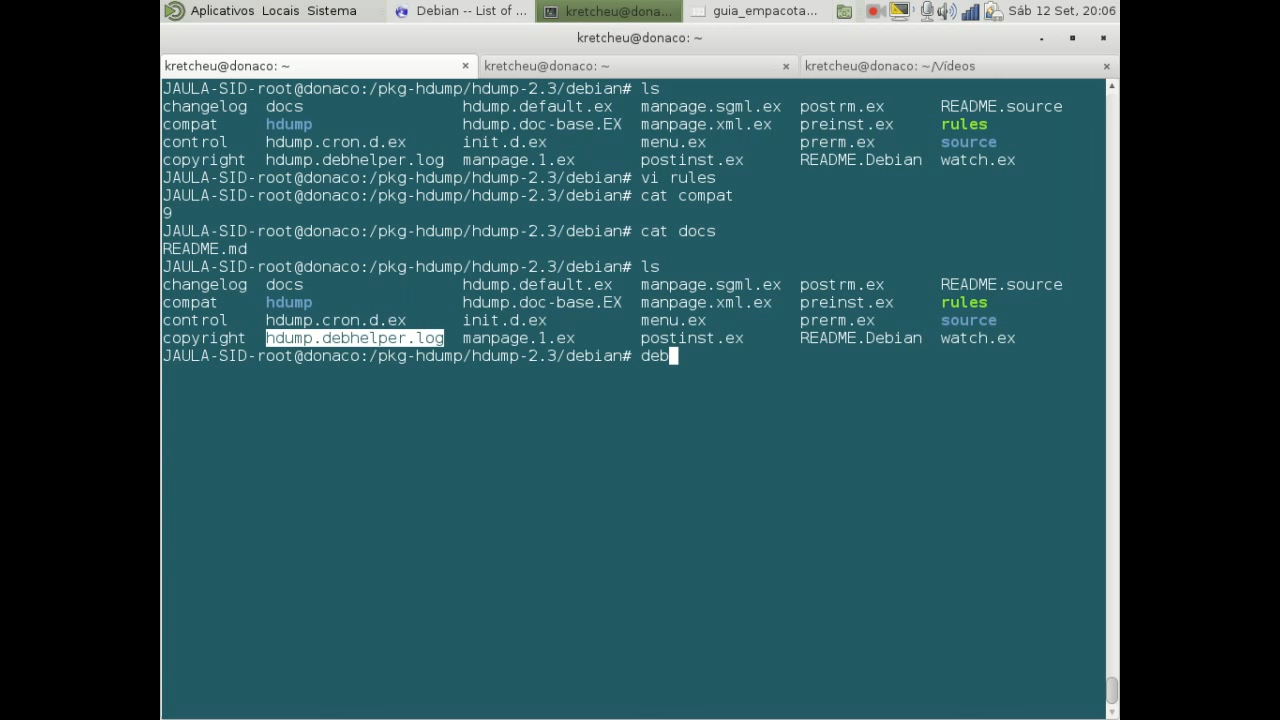 Aplicativos Locais Sistema Debian -- List of ... kretcheu@dona... guia_empacota... Sáb 12 Set, 20:06
kretcheu@donaco: ~
kretcheu@donaco: ~ kretcheu@donaco: ~ kretcheu@donaco: ~/Vídeos
JAULA-SID-root@donaco:/pkg-hdump/hdump-2.3/debian# ls
changelog docs hdump.default.ex manpage.sgml.ex postrm.ex README.source
compat hdump hdump.doc-base.EX manpage.xml.ex preinst.ex rules
control hdump.cron.d.ex init.d.ex menu.ex prerm.ex source
copyright hdump.debhelper.log manpage.1.ex postinst.ex README.Debian watch.ex
JAULA-SID-root@donaco:/pkg-hdump/hdump-2.3/debian# vi rules
JAULA-SID-root@donaco:/pkg-hdump/hdump-2.3/debian# cat compat
9
JAULA-SID-root@donaco:/pkg-hdump/hdump-2.3/debian# cat docs
README.md
JAULA-SID-root@donaco:/pkg-hdump/hdump-2.3/debian# ls
changelog docs hdump.default.ex manpage.sgml.ex postrm.ex README.source
compat hdump hdump.doc-base.EX manpage.xml.ex preinst.ex rules
control hdump.cron.d.ex init.d.ex menu.ex prerm.ex source
copyright hdump.debhelper.log manpage.1.ex postinst.ex README.Debian watch.ex
JAULA-SID-root@donaco:/pkg-hdump/hdump-2.3/debian# deb